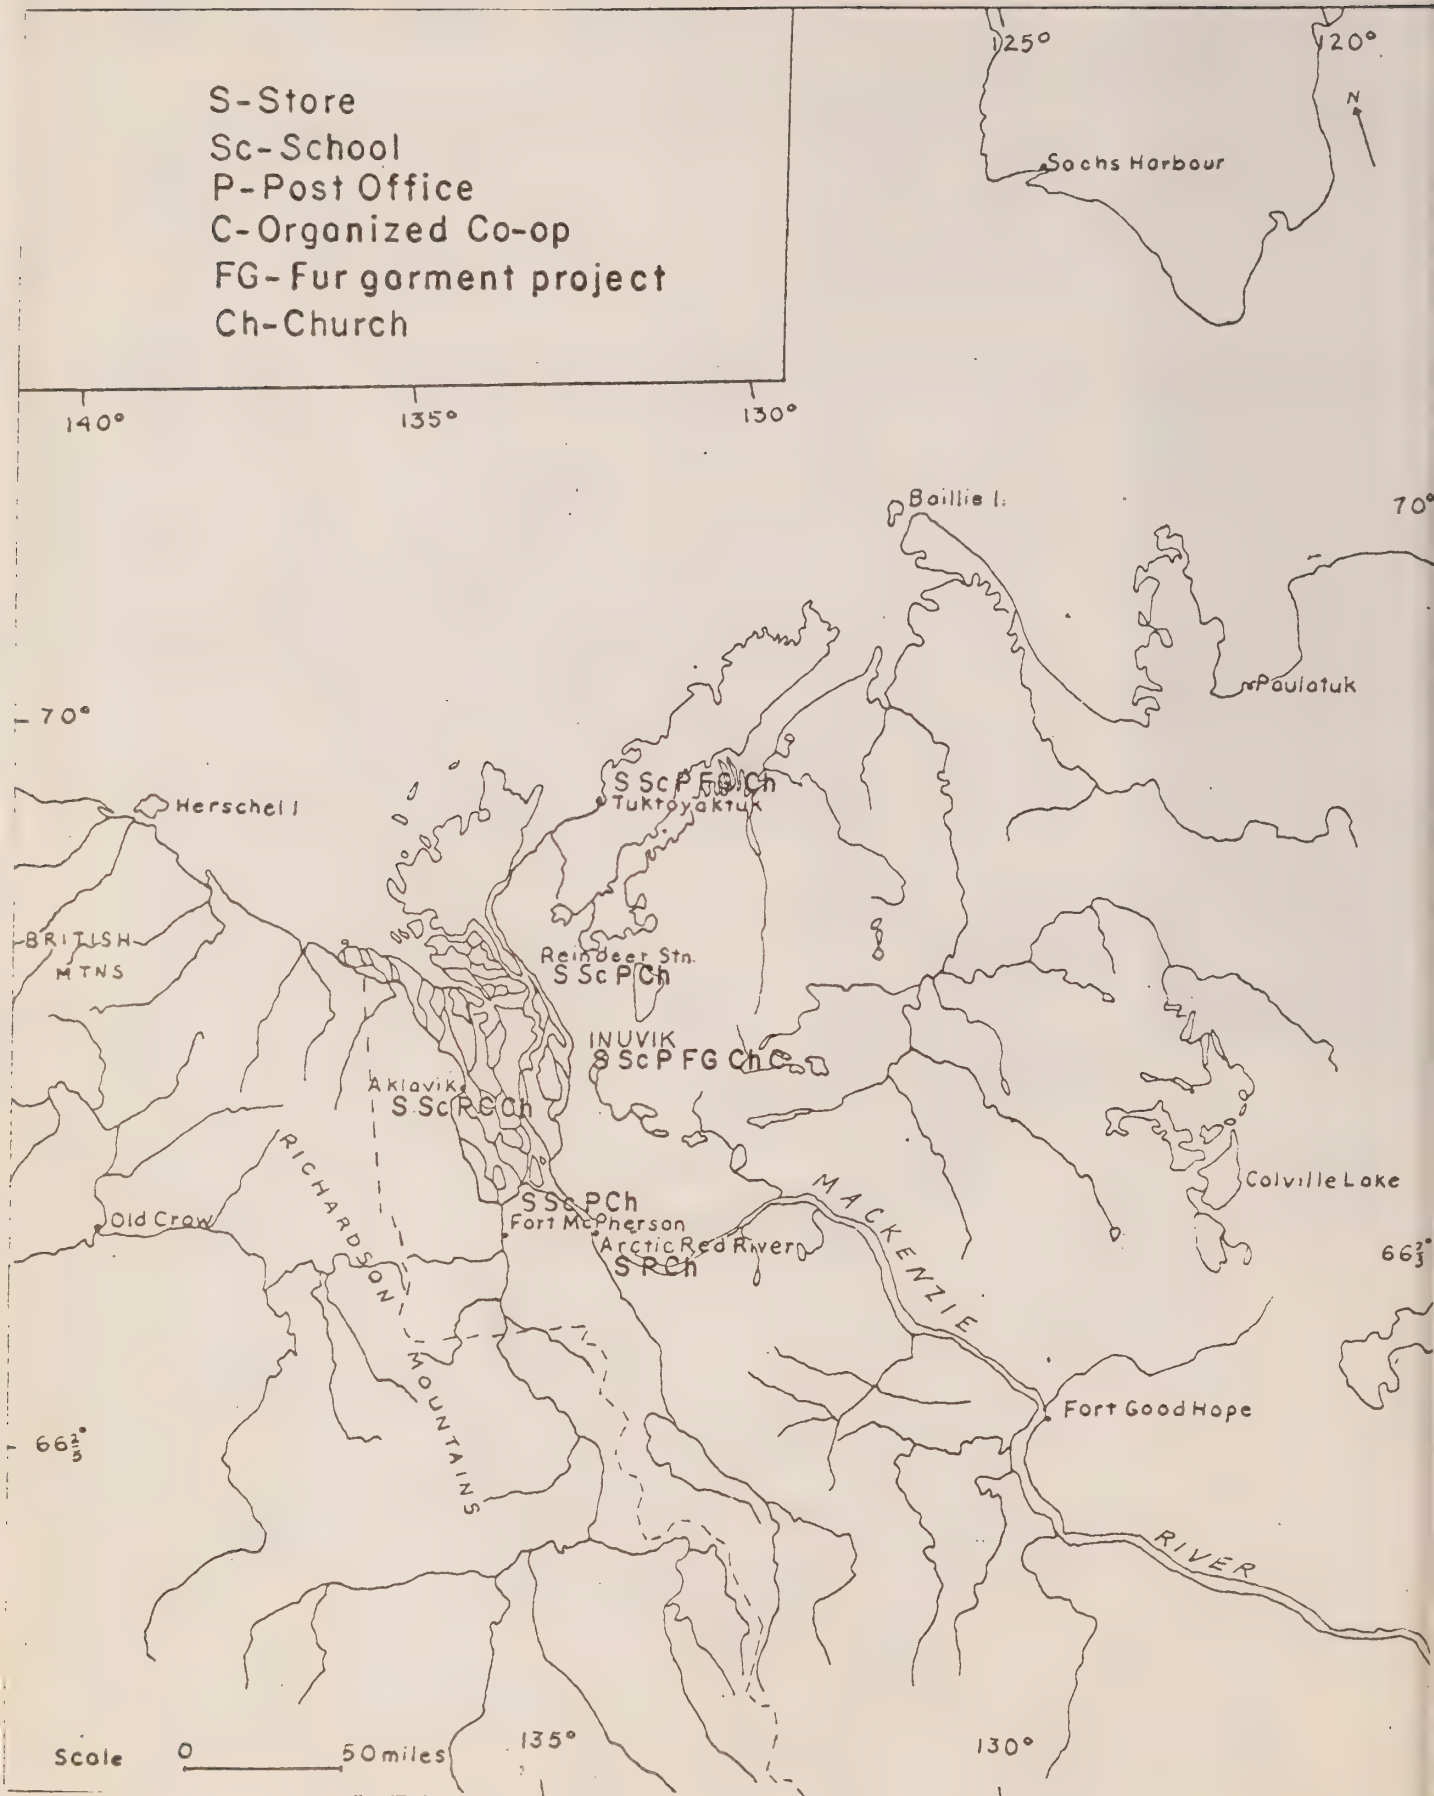 S-Store
Sc-School
P-Post Office
C-Organized Co-op
FG-Fur garment project
Ch-Church
125°
120°
N
Sachs Harbour
140°
135°
130°
Baillie I.
70°
Paulatuk
70°
S Sc P FG Ch
Tuktoyaktuk
Herschel I
BRITISH
MTNS
Reindeer Stn.
S Sc P Ch
INUVIK
S Sc P FG Ch C
Aklavik
S Sc P C Ch
RICHARDSON
MOUNTAINS
Old Crow
S Sc P Ch
Fort McPherson
Arctic Red River
S P Ch
MACKENZIE
RIVER
Colville Lake
66⅔°
Fort Good Hope
66⅔°
Scale 0 50 miles
135°
130°